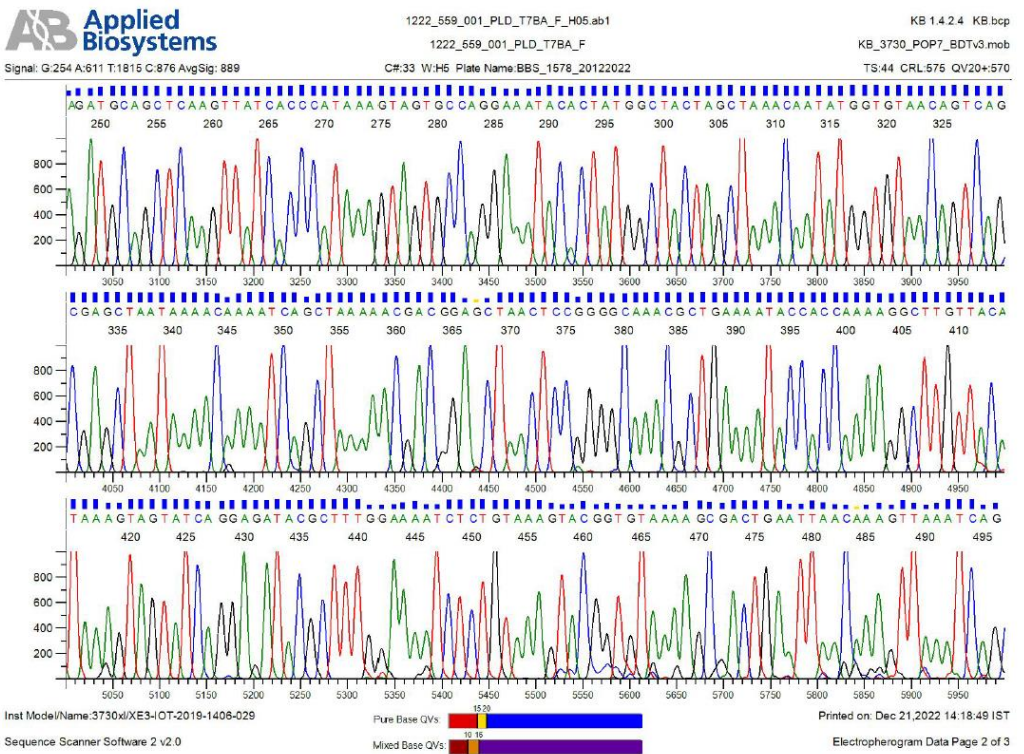 AB Applied Biosystems
1222_559_001_PLD_T7BA_F_H05.ab1
KB 1.4.2.4 KB.bcp
1222_559_001_PLD_T7BA_F
KB_3730_POP7_BDTv3.mob
Signal: G:254 A:611 T:1815 C:876 AvgSig: 889
C#:33 W:H5 Plate Name:BBS_1578_20122022
TS:44 CRL:575 QV20+:570
AGATGCAGCTCAAGTTATCACCCATAAAGTAGTGCCAGGAAATACACTATGGCTACTAGCTAAACAATATGGTGTAACAGTCAG
250 255 260 265 270 275 280 285 290 295 300 305 310 315 320 325
800
600
400
200
3050 3100 3150 3200 3250 3300 3350 3400 3450 3500 3550 3600 3650 3700 3750 3800 3850 3900 3950
CGAGCTAATAAAACAAAATCAGCTAAAAACGACGGAGCTAACTCCGGGGCAAACGCTGAAAATACCACCAAAAGGCTTGTTACA
335 340 345 350 355 360 365 370 375 380 385 390 395 400 405 410
800
600
400
200
4050 4100 4150 4200 4250 4300 4350 4400 4450 4500 4550 4600 4650 4700 4750 4800 4850 4900 4950
TAAAGTAGTATCAGGAGATACGCTTTGGAAAATCTCTGTAAAGTACGGTGTAAAAGCGACTGAATTAACAAAGTTAAATCAG
420 425 430 435 440 445 450 455 460 465 470 475 480 485 490 495
800
600
400
200
5050 5100 5150 5200 5250 5300 5350 5400 5450 5500 5550 5600 5650 5700 5750 5800 5850 5900 5950
Inst Model/Name:3730xl/XE3-IOT-2019-1406-029
15 20
Pure Base QVs:
Printed on: Dec 21,2022 14:18:49 IST
10 15
Sequence Scanner Software 2 v2.0
Mixed Base QVs:
Electropherogram Data Page 2 of 3